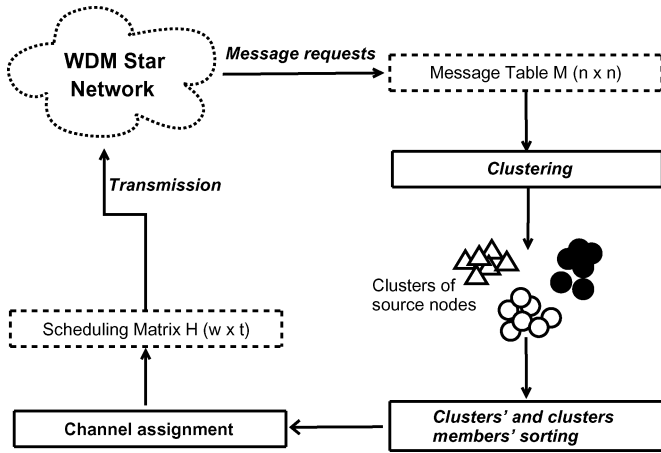 WDM Star
Network
Message requests
Message Table M (n x n)
Clustering
Transmission
Clusters of
source nodes
Scheduling Matrix H (w x t)
Channel assignment
Clusters’ and clusters
members’ sorting